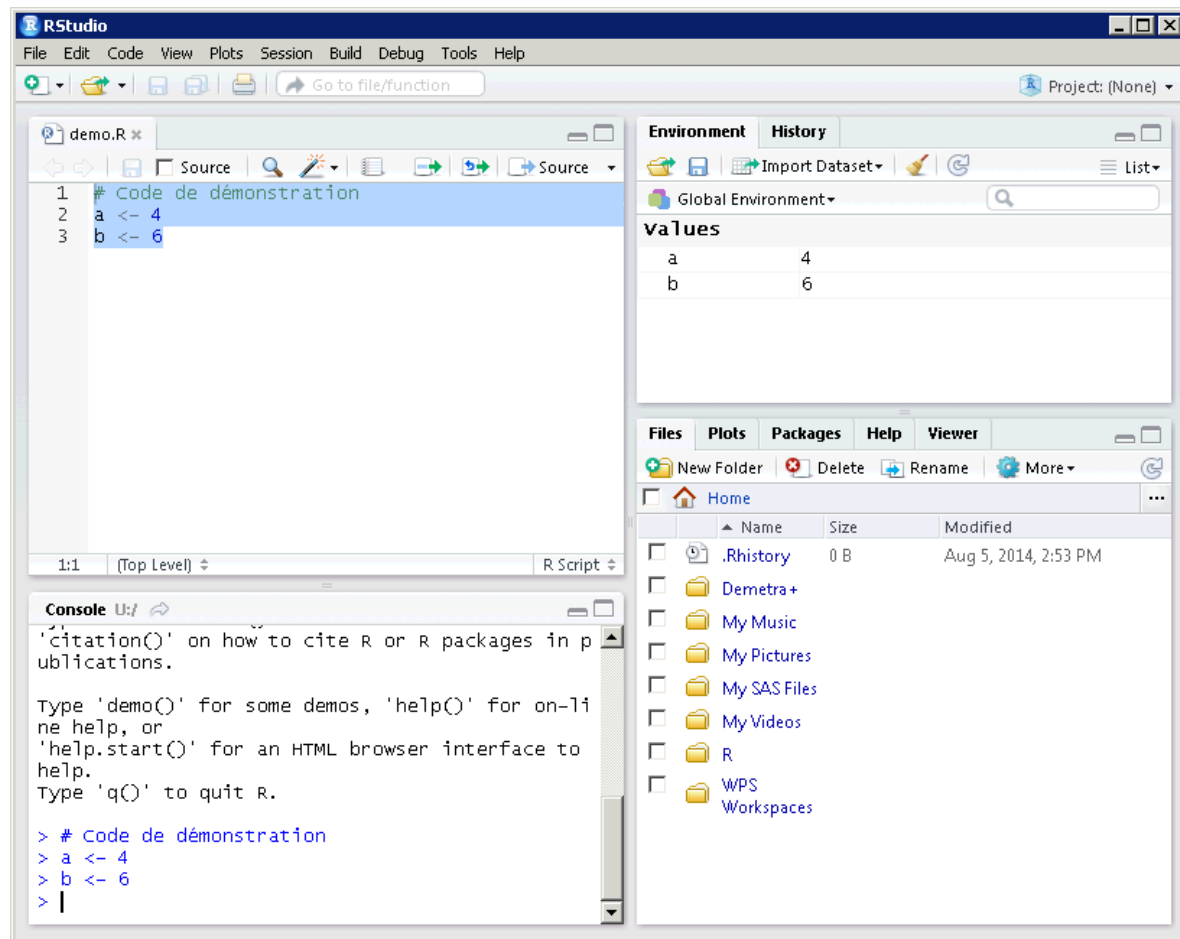 RStudio
File Edit Code View Plots Session Build Debug Tools Help
Go to file/function
Project: (None)
demo.R
Source Source
1 # Code de démonstration
2 a <- 4
3 b <- 6
1:1 (Top Level) R Script
Console U:/
'citation()' on how to cite R or R packages in p
ublications.
Type 'demo()' for some demos, 'help()' for on-li
ne help, or
'help.start()' for an HTML browser interface to
help.
Type 'q()' to quit R.
> # Code de démonstration
> a <- 4
> b <- 6
>
Environment History
Import Dataset List
Global Environment
Values
a 4
b 6
Files Plots Packages Help Viewer
New Folder Delete Rename More
Home ...
Name Size Modified
.Rhistory 0 B Aug 5, 2014, 2:53 PM
Demetra+
My Music
My Pictures
My SAS Files
My Videos
R
WPS
Workspaces